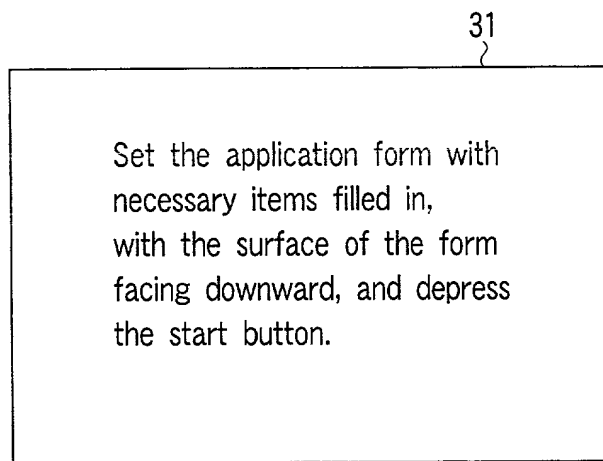 31
Set the application form with
necessary items filled in,
with the surface of the form
facing downward, and depress
the start button.